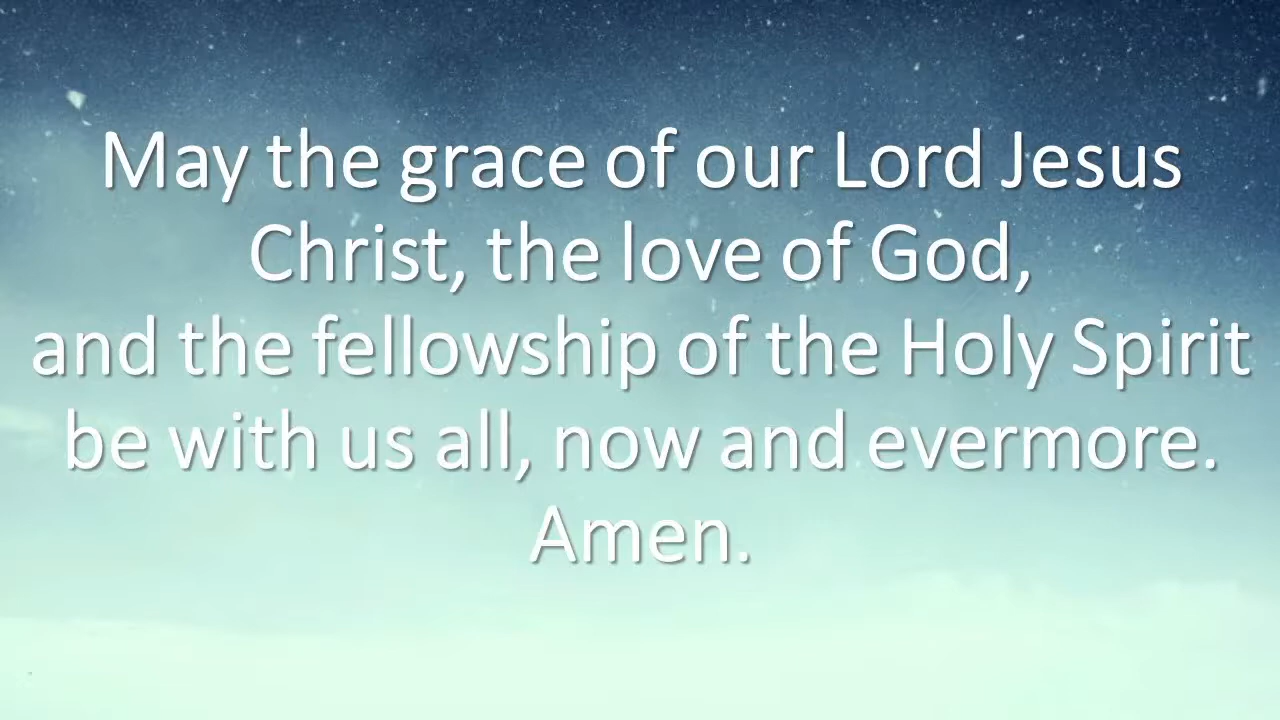 May the grace of our Lord Jesus
Christ, the love of God,
and the fellowship of the Holy Spirit
be with us all, now and evermore.
Amen.